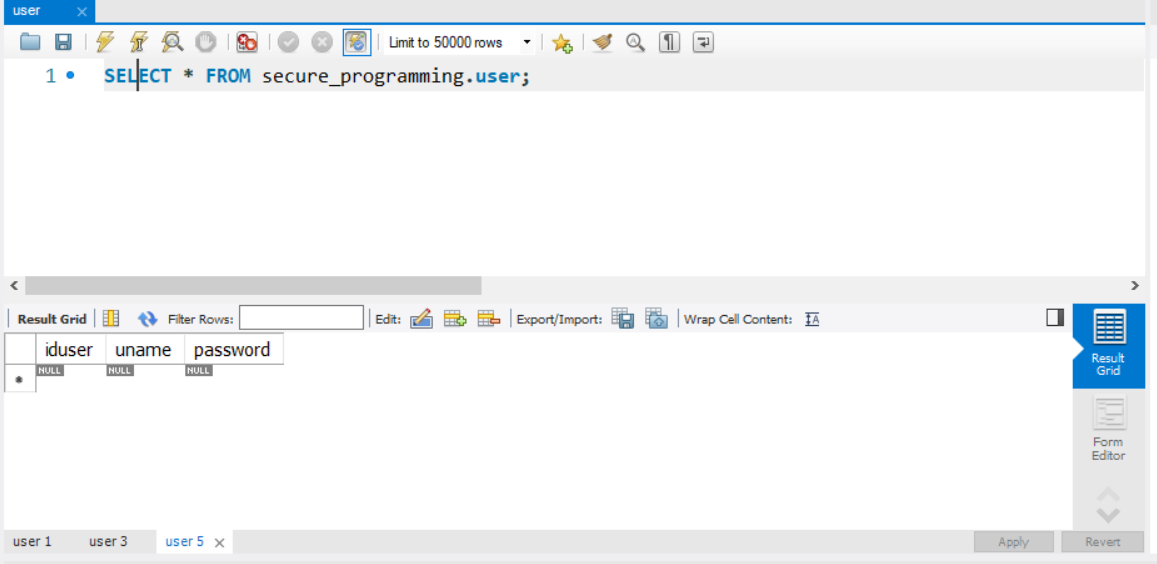 user
Limit to 50000 rows
1 SELECT * FROM secure_programming.user;
Result Grid Filter Rows: Edit: Export/Import: Wrap Cell Content:
iduser uname password
NULL NULL NULL
Result
Grid
Form
Editor
user 1 user 3 user 5 Apply Revert